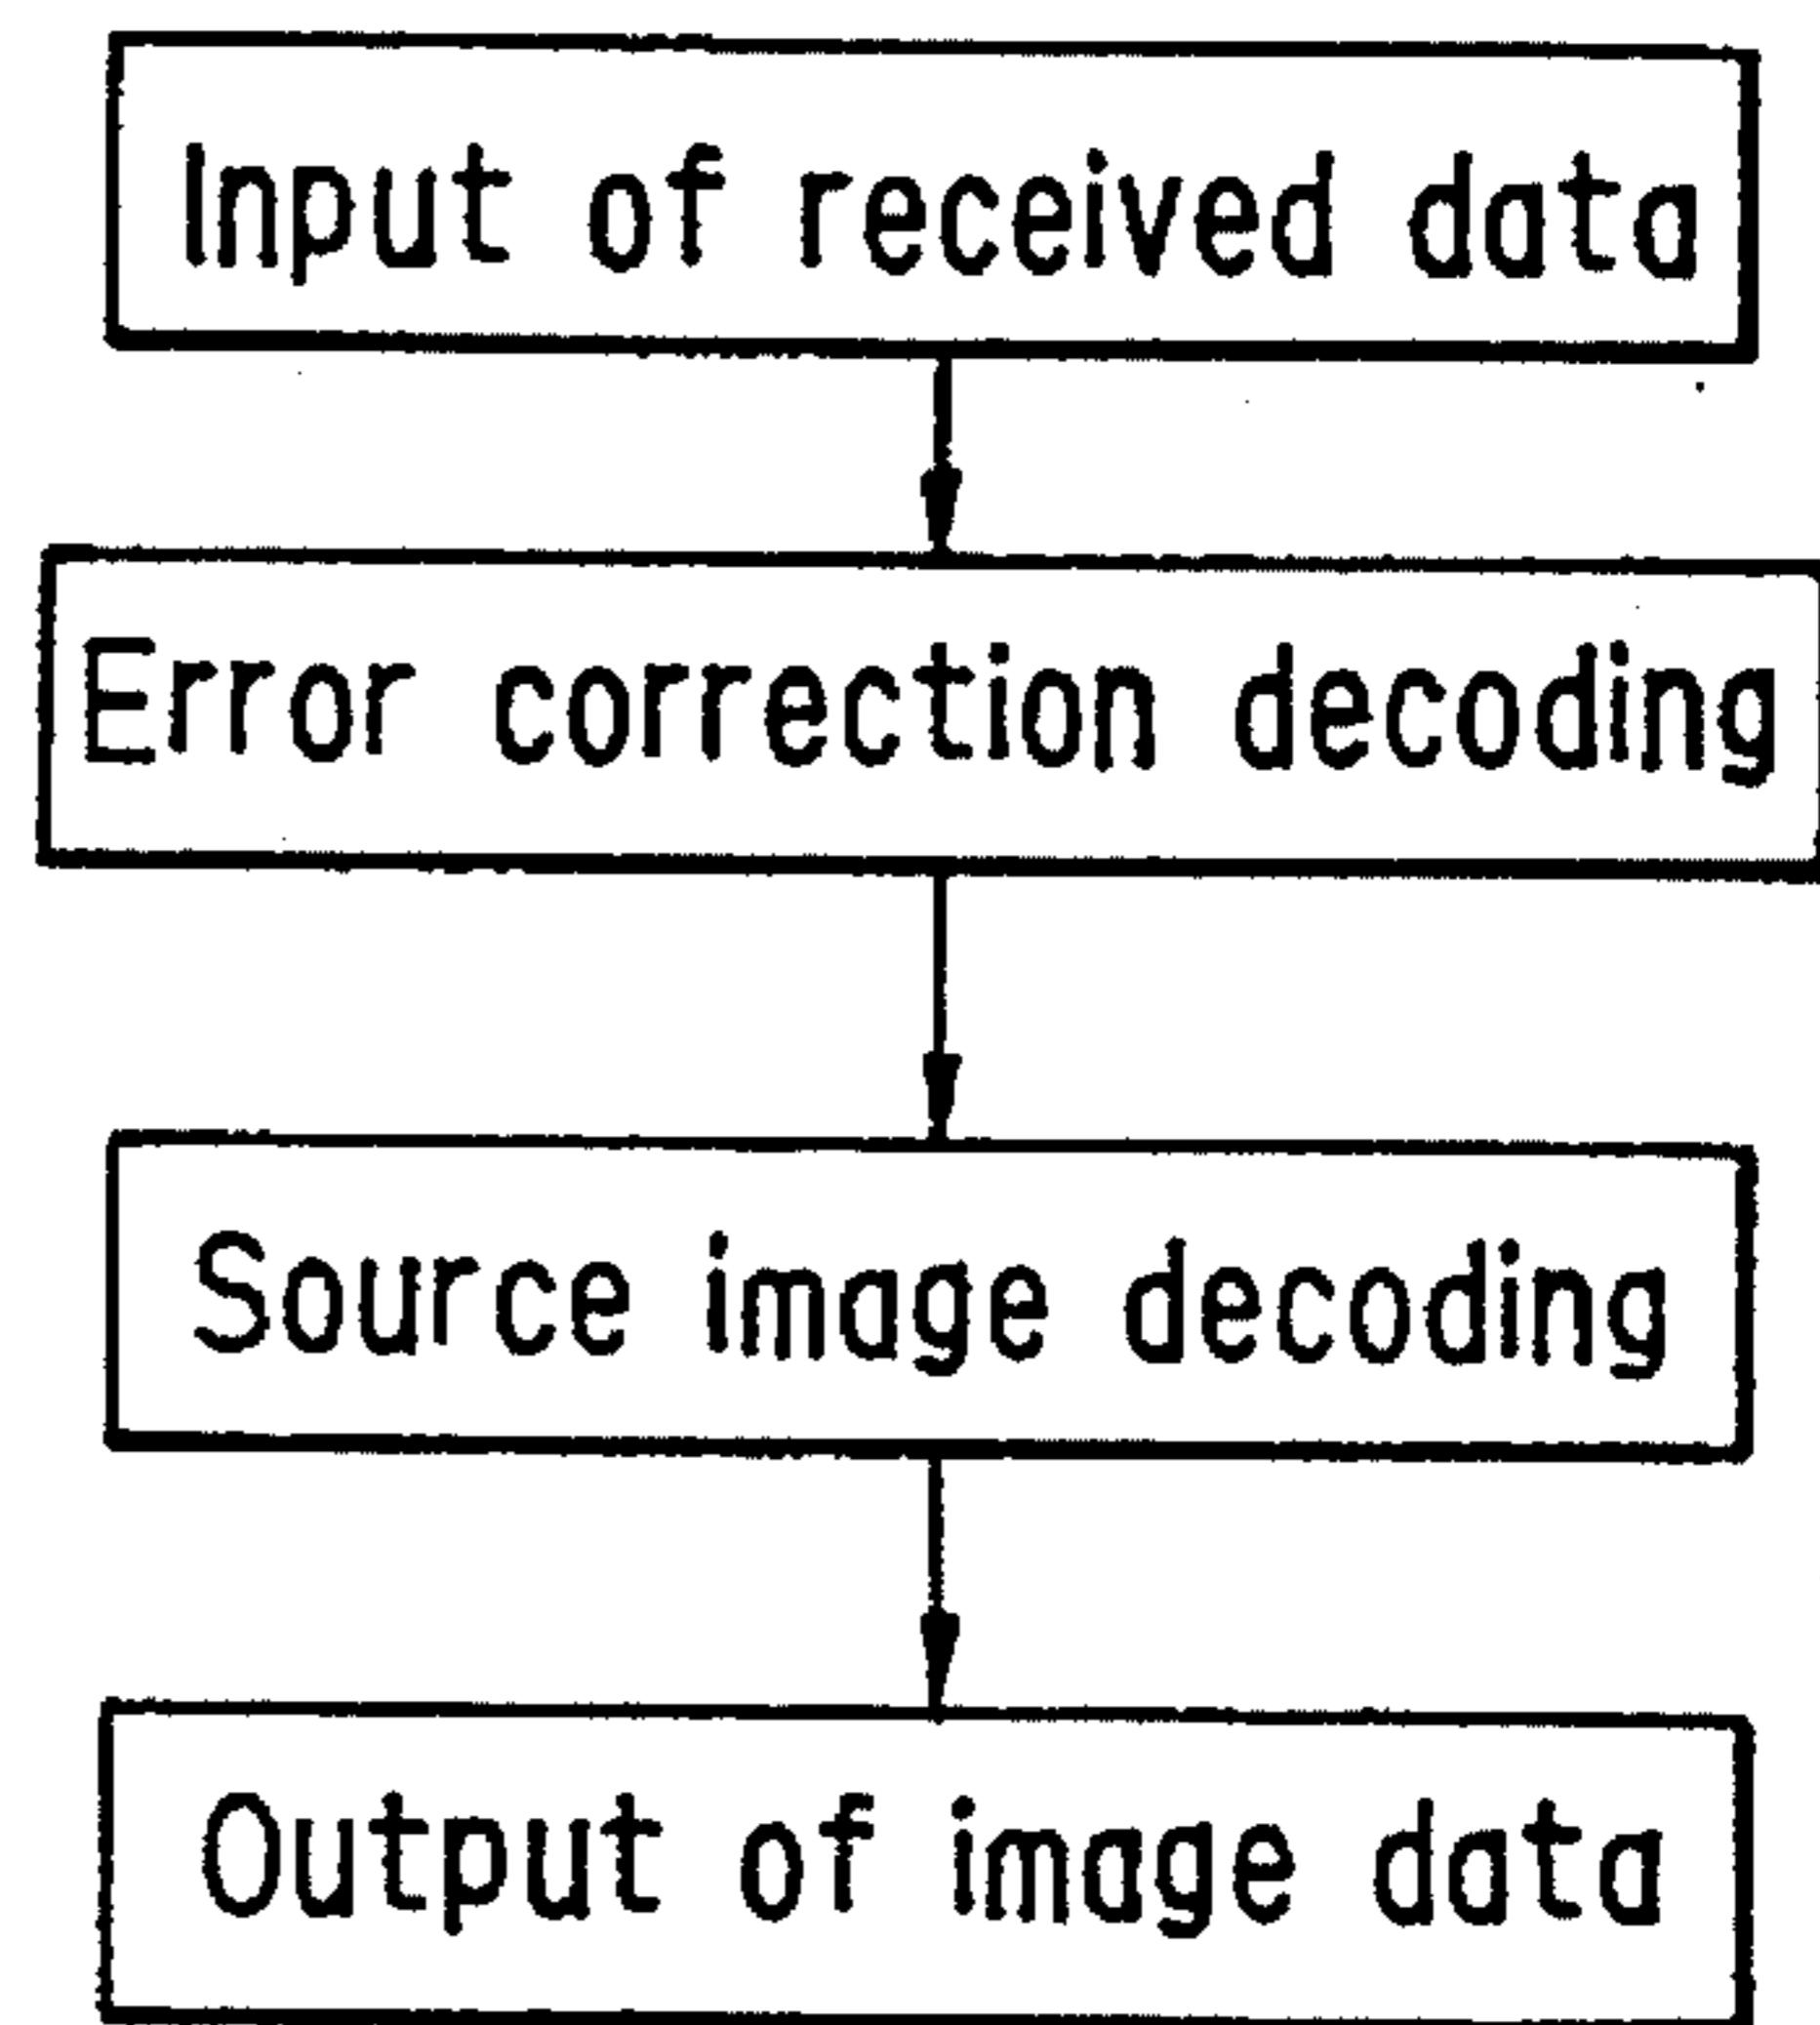 Input of received data
Error correction decoding
Source image decoding
Output of image data